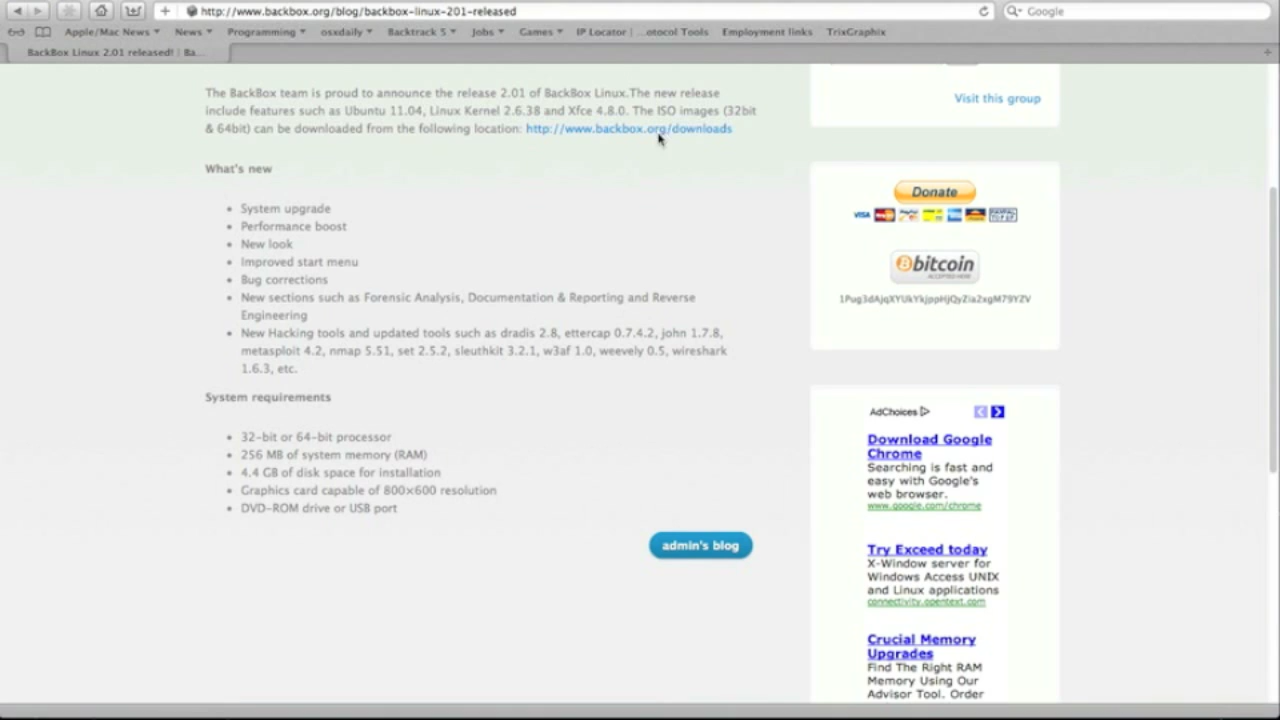 http://www.backbox.org/blog/backbox-linux-201-released
Google
Apple/Mac News
News
Programming
osxdaily
Backtrack 5
Jobs
Games
IP Locator | ...otocol Tools
Employment links
TrixGraphix
BackBox Linux 2.01 released! | Ba...
The BackBox team is proud to announce the release 2.01 of BackBox Linux.The new release
include features such as Ubuntu 11.04, Linux Kernel 2.6.38 and Xfce 4.8.0. The ISO images (32bit
& 64bit) can be downloaded from the following location: http://www.backbox.org/downloads
What's new
• System upgrade
• Performance boost
• New look
• Improved start menu
• Bug corrections
• New sections such as Forensic Analysis, Documentation & Reporting and Reverse
Engineering
• New Hacking tools and updated tools such as dradis 2.8, ettercap 0.7.4.2, john 1.7.8,
metasploit 4.2, nmap 5.51, set 2.5.2, sleuthkit 3.2.1, w3af 1.0, weevely 0.5, wireshark
1.6.3, etc.
System requirements
• 32-bit or 64-bit processor
• 256 MB of system memory (RAM)
• 4.4 GB of disk space for installation
• Graphics card capable of 800×600 resolution
• DVD-ROM drive or USB port
admin's blog
Visit this group
Donate
VISA
bitcoin
ACCEPTED HERE
AdChoices
Download Google
Chrome
Searching is fast and
easy with Google's
web browser.
www.google.com/chrome
Try Exceed today
X-Window server for
Windows Access UNIX
and Linux applications
connectivity.opentext.com
Crucial Memory
Upgrades
Find The Right RAM
Memory Using Our
Advisor Tool. Order